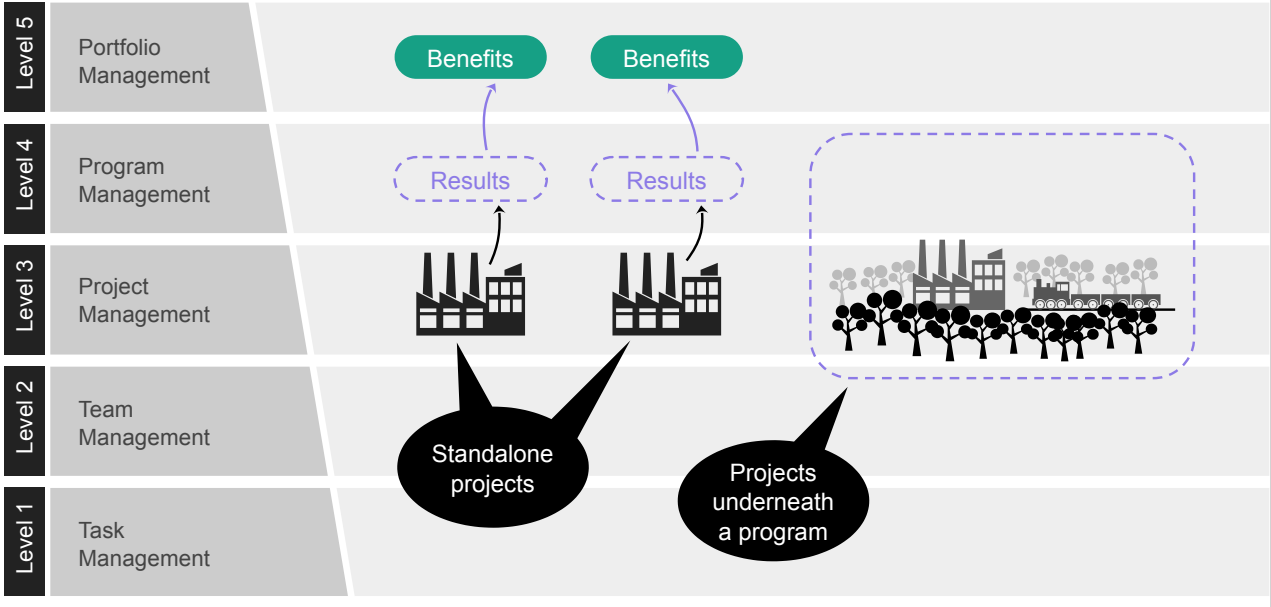 Level 5
Portfolio
Management
Benefits
Benefits
Level 4
Program
Management
Results
Results
Level 3
Project
Management
Level 2
Team
Management
Standalone
projects
Projects
underneath
a program
Level 1
Task
Management